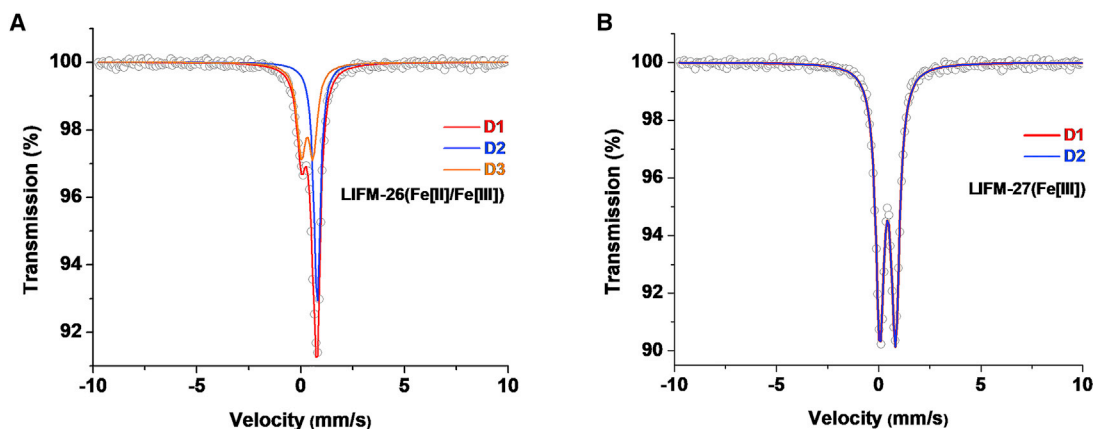 A
100
98
96
94
92
-10
-5
0
5
10
Transmission (%)
Velocity (mm/s)
D1
D2
D3
LIFM-26(Fe[II]/Fe[III])
B
100
98
96
94
92
90
-10
-5
0
5
10
Transmission (%)
Velocity (mm/s)
D1
D2
LIFM-27(Fe[III])